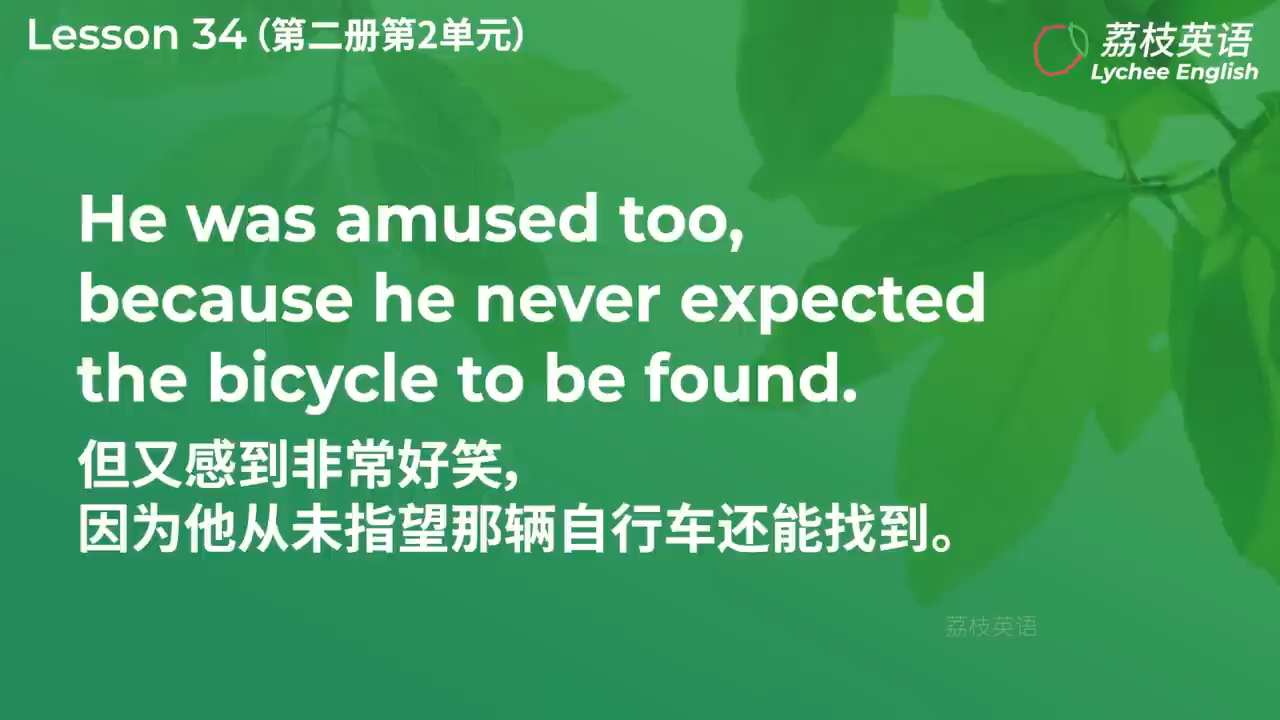 Lesson 34（第二册第2单元）
荔枝英语
Lychee English
He was amused too,
because he never expected
the bicycle to be found.
但又感到非常好笑,
因为他从未指望那辆自行车还能找到。
荔枝英语